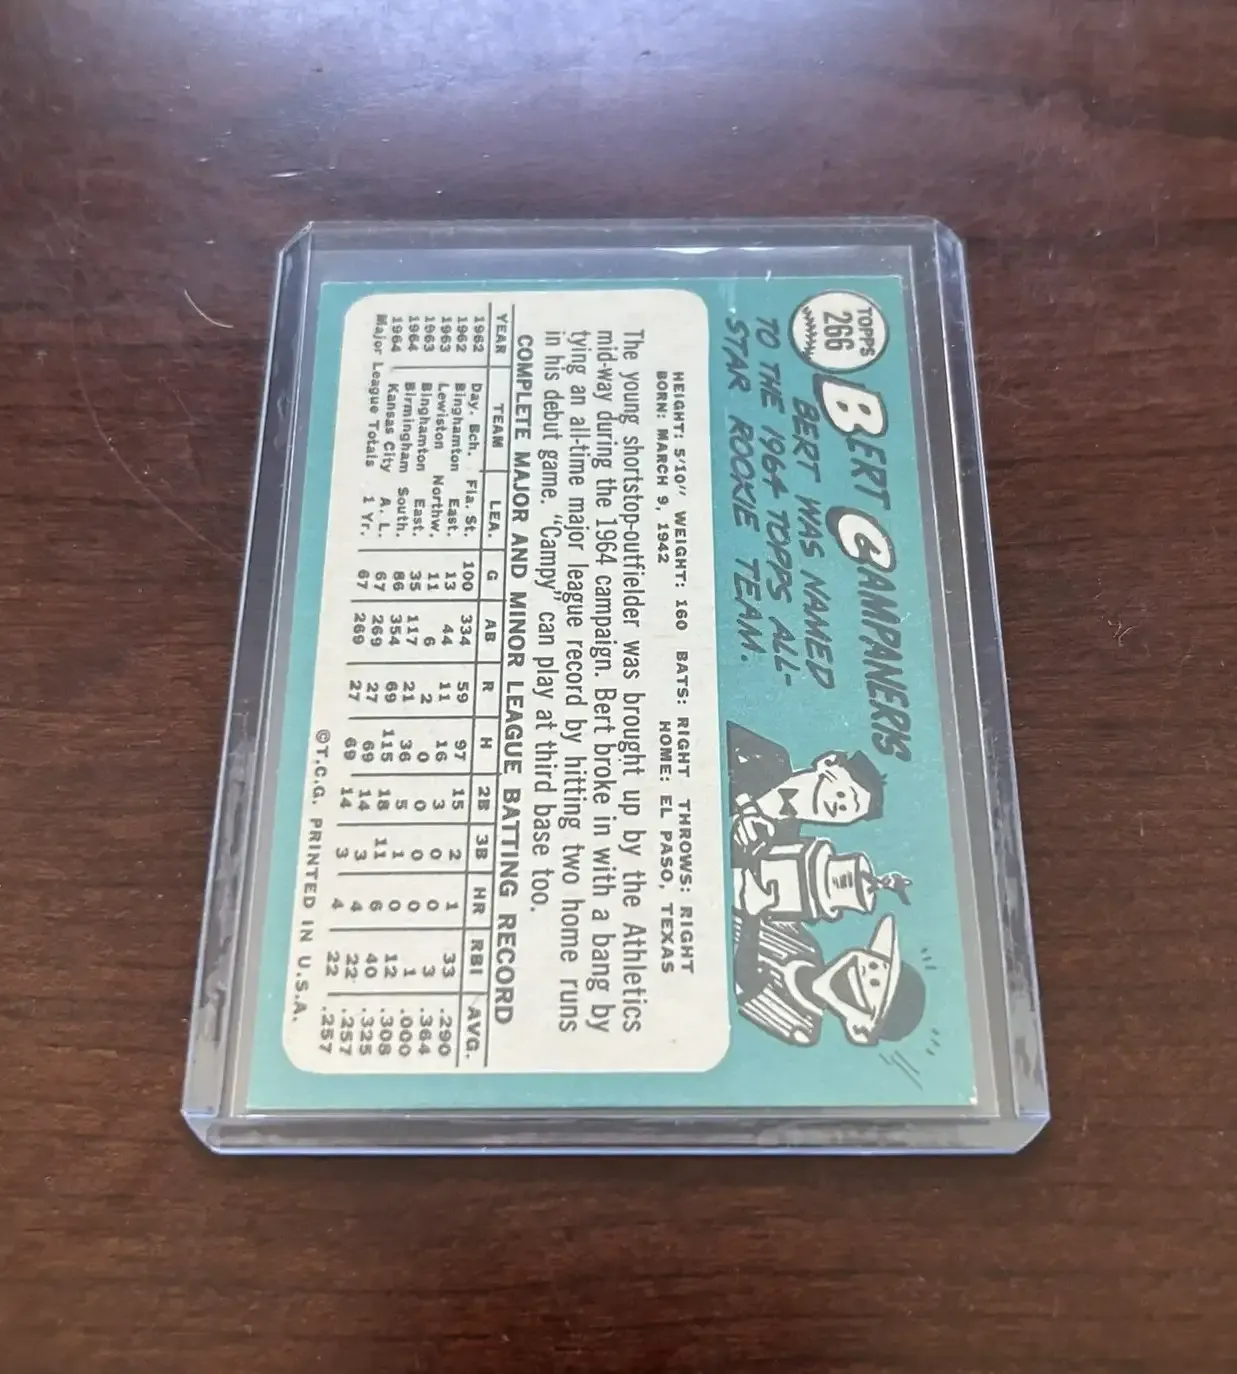 TOPPS
266
BERT CAMPANERIS
BERT WAS NAMED
TO THE 1964 TOPPS ALL-
STAR ROOKIE TEAM.
HEIGHT: 5'10" WEIGHT: 160 BATS: RIGHT THROWS: RIGHT
BORN: MARCH 9, 1942 HOME: EL PASO, TEXAS
The young shortstop-outfielder was brought up by the Athletics
mid-way during the 1964 campaign. Bert broke in with a bang by
tying an all-time major league record by hitting two home runs
in his debut game. "Campy" can play at third base too.
COMPLETE MAJOR AND MINOR LEAGUE BATTING RECORD
YEAR TEAM LEA. G AB R H 2B 3B HR RBI AVG.
1962 Day. Bch. Fla. St. 100 334 59 97 15 2 1 33 .290
1962 Binghamton East. 13 44 11 16 3 0 0 3 .364
1963 Lewiston Northw. 11 6 2 0 0 0 0 1 .000
1963 Binghamton East. 35 117 21 36 5 1 0 12 .308
1964 Birmingham South. 86 354 69 115 18 11 6 40 .325
1964 Kansas City A. L. 67 269 27 69 14 3 4 22 .257
Major League Totals 1 Yr. 67 269 27 69 14 3 4 22 .257
©T.C.G. PRINTED IN U.S.A.